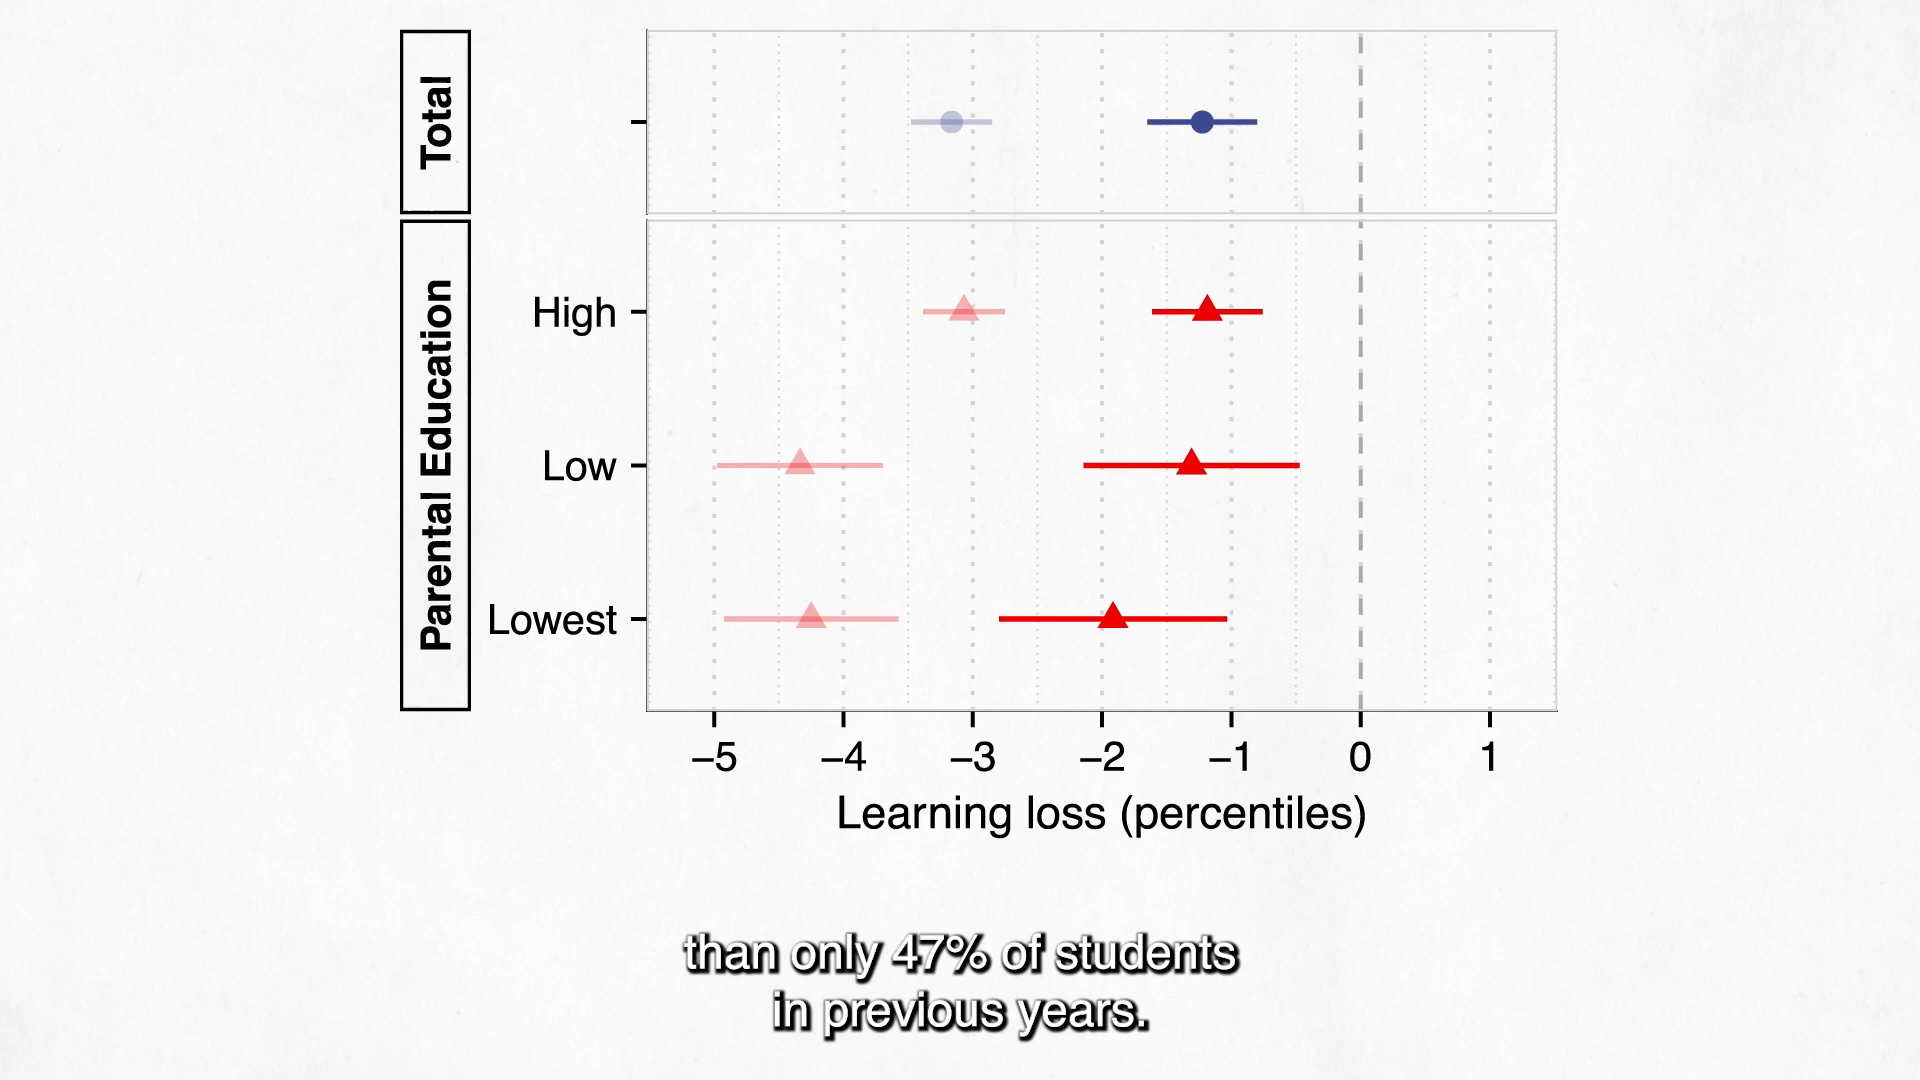 Total
Parental Education
High
Low
Lowest
–5 –4 –3 –2 –1 0 1
Learning loss (percentiles)
than only 47% of students
in previous years.